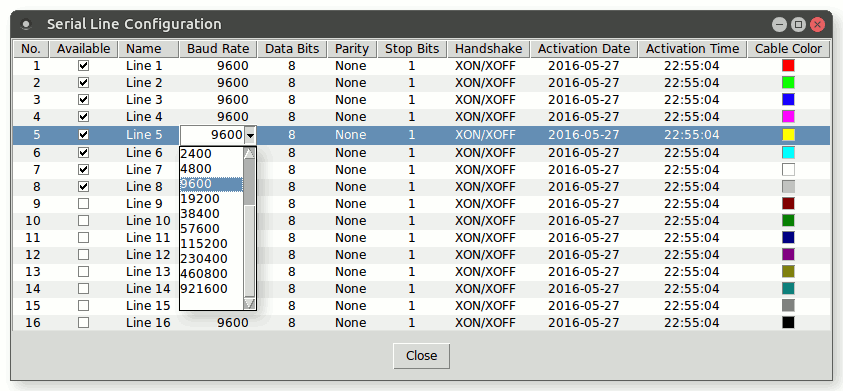 Serial Line Configuration
No. Available Name Baud Rate Data Bits Parity Stop Bits Handshake Activation Date Activation Time Cable Color
1 Line 1 9600 8 None 1 XON/XOFF 2016-05-27 22:55:04
2 Line 2 9600 8 None 1 XON/XOFF 2016-05-27 22:55:04
3 Line 3 9600 8 None 1 XON/XOFF 2016-05-27 22:55:04
4 Line 4 9600 8 None 1 XON/XOFF 2016-05-27 22:55:04
5 Line 5 9600 8 None 1 XON/XOFF 2016-05-27 22:55:04
6 Line 6 2400 8 None 1 XON/XOFF 2016-05-27 22:55:04
7 Line 7 4800 8 None 1 XON/XOFF 2016-05-27 22:55:04
8 Line 8 9600 8 None 1 XON/XOFF 2016-05-27 22:55:04
9 Line 9 19200 8 None 1 XON/XOFF 2016-05-27 22:55:04
10 Line 10 38400 8 None 1 XON/XOFF 2016-05-27 22:55:04
11 Line 11 57600 8 None 1 XON/XOFF 2016-05-27 22:55:04
115200
12 Line 12 230400 8 None 1 XON/XOFF 2016-05-27 22:55:04
13 Line 13 460800 8 None 1 XON/XOFF 2016-05-27 22:55:04
14 Line 14 921600 8 None 1 XON/XOFF 2016-05-27 22:55:04
15 Line 15 8 None 1 XON/XOFF 2016-05-27 22:55:04
16 Line 16 9600 8 None 1 XON/XOFF 2016-05-27 22:55:04
Close